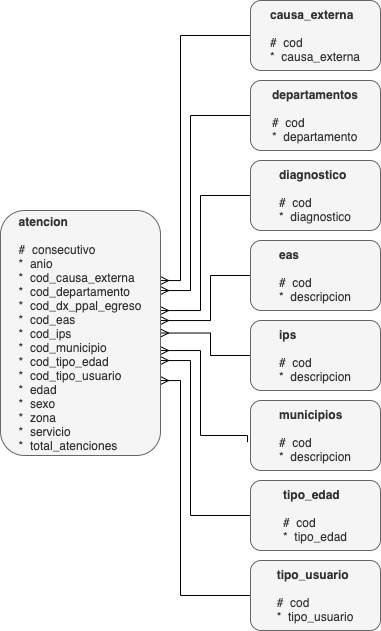 causa_externa
# cod
* causa_externa
departamentos
# cod
* departamento
diagnostico
# cod
* diagnostico
atencion
# consecutivo
* anio
* cod_causa_externa
* cod_departamento
* cod_dx_ppal_egreso
* cod_eas
* cod_ips
* cod_municipio
* cod_tipo_edad
* cod_tipo_usuario
* edad
* sexo
* zona
* servicio
* total_atenciones
eas
# cod
* descripcion
ips
# cod
* descripcion
municipios
# cod
* descripcion
tipo_edad
# cod
* tipo_edad
tipo_usuario
# cod
* tipo_usuario